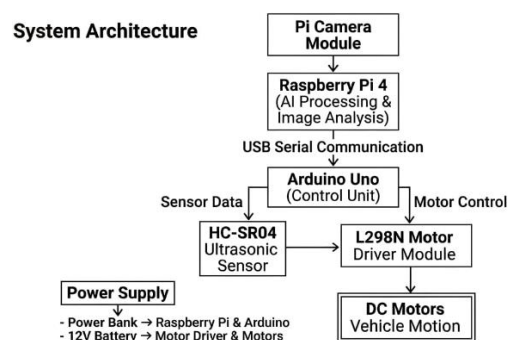 System Architecture
Pi Camera
Module
Raspberry Pi 4
(AI Processing &
Image Analysis)
USB Serial Communication
Arduino Uno
(Control Unit)
Sensor Data
Motor Control
HC-SR04
Ultrasonic
Sensor
L298N Motor
Driver Module
Power Supply
- Power Bank → Raspberry Pi & Arduino
- 12V Battery → Motor Driver & Motors
DC Motors
Vehicle Motion